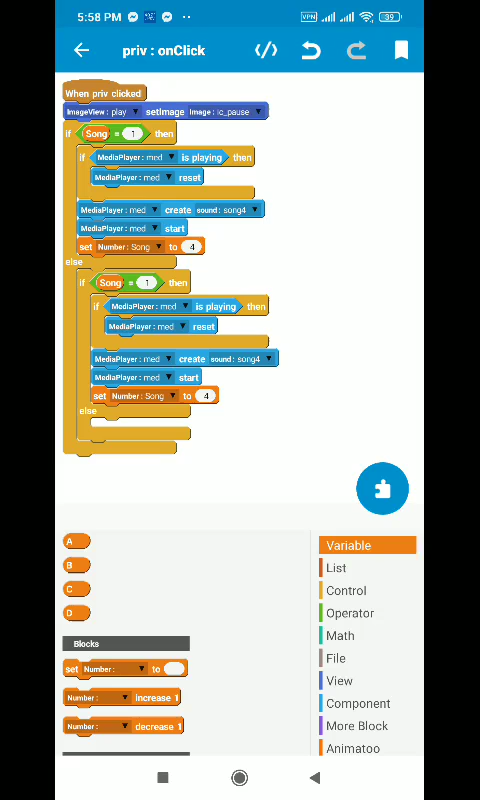 5:58 PM VPN 39
priv : onClick
When priv clicked
ImageView : play setImage Image : ic_pause
if Song = 1 then
if MediaPlayer : med is playing then
MediaPlayer : med reset
MediaPlayer : med create sound : song4
MediaPlayer : med start
set Number : Song to 4
else
if Song = 1 then
if MediaPlayer : med is playing then
MediaPlayer : med reset
MediaPlayer : med create sound : song4
MediaPlayer : med start
set Number : Song to 4
else
A
B
C
D
Blocks
set Number : to
Number : increase 1
Number : decrease 1
Variable
List
Control
Operator
Math
File
View
Component
More Block
Animatoo